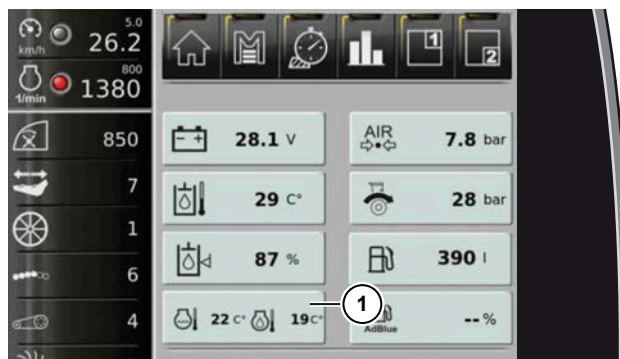 5.0
km/h 26.2
800
1/min 1380
1
2
850
7
1
6
4
28.1 V
AIR 7.8 bar
29 C°
28 bar
87 %
390 l
22 C° 19 C°
1
AdBlue --%